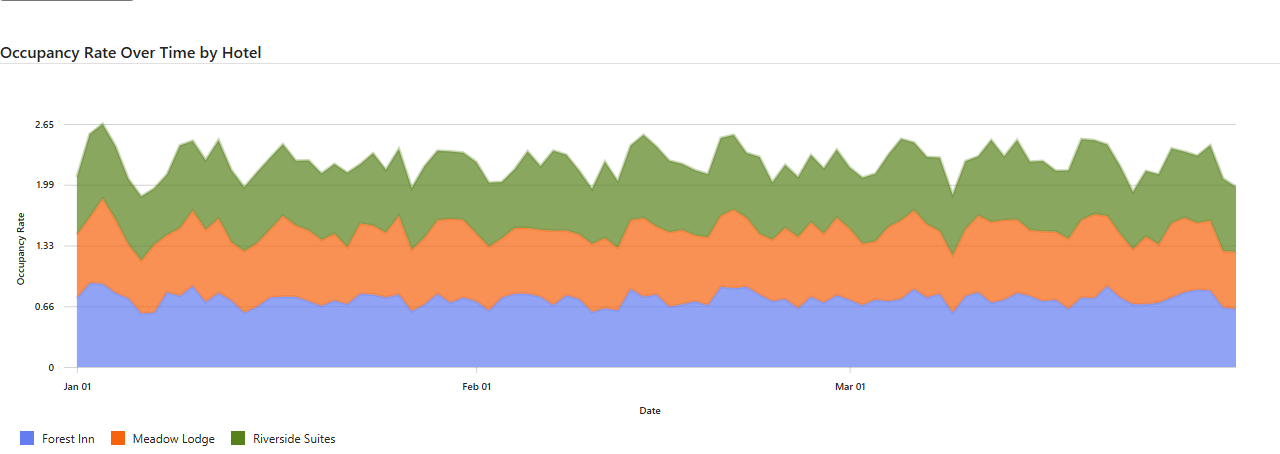 Occupancy Rate Over Time by Hotel
2.65
1.99
1.33
0.66
0
Occupancy Rate
Jan 01
Feb 01
Mar 01
Date
Forest Inn
Meadow Lodge
Riverside Suites